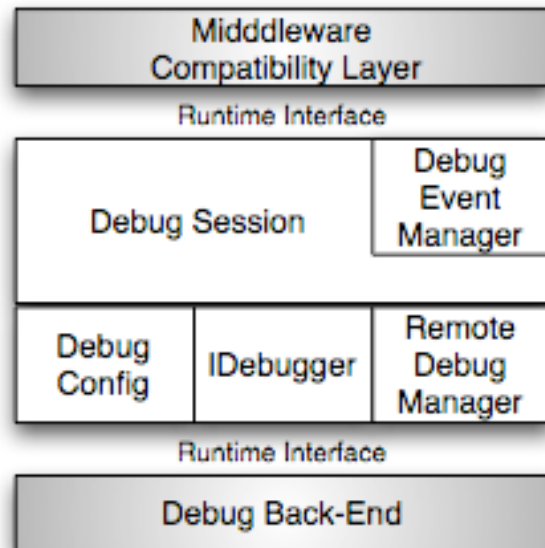 Midddleware
Compatibility Layer
Runtime Interface
Debug Session
Debug
Event
Manager
Debug
Config
IDebugger
Remote
Debug
Manager
Runtime Interface
Debug Back-End